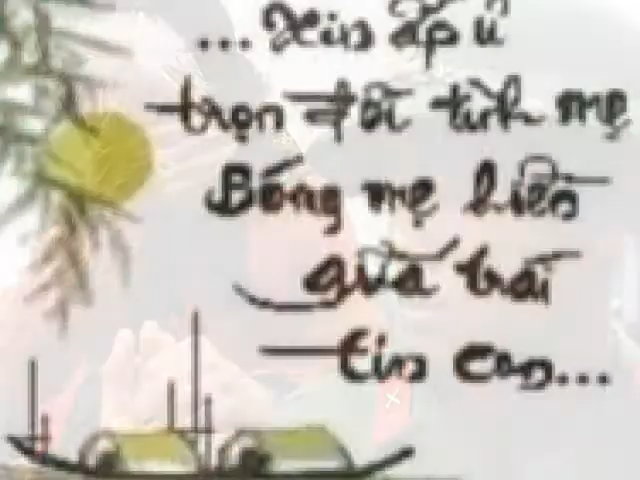 ... Xin ấp ủ
trọn đời tình mẹ
Bóng mẹ hiền
giữa trái
tim con...